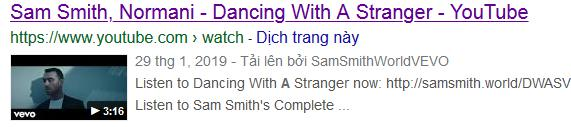 Sam Smith, Normani - Dancing With A Stranger - YouTube
https://www.youtube.com › watch - Dịch trang này
29 thg 1, 2019 - Tải lên bởi SamSmithWorldVEVO
Listen to Dancing With A Stranger now: http://samsmith.world/DWASV
Listen to Sam Smith's Complete ...
vevo ▶ 3:16